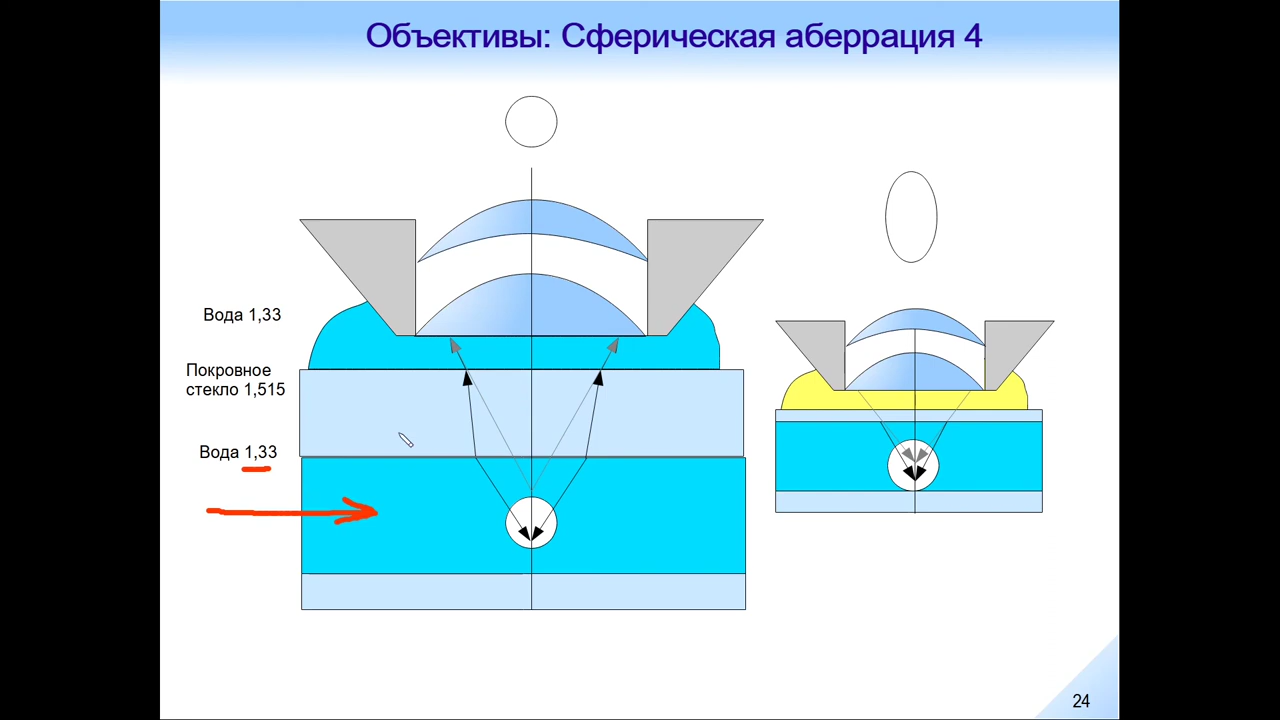 Объективы: Сферическая аберрация 4
Вода 1,33
Покровное
стекло 1,515
Вода 1,33
24